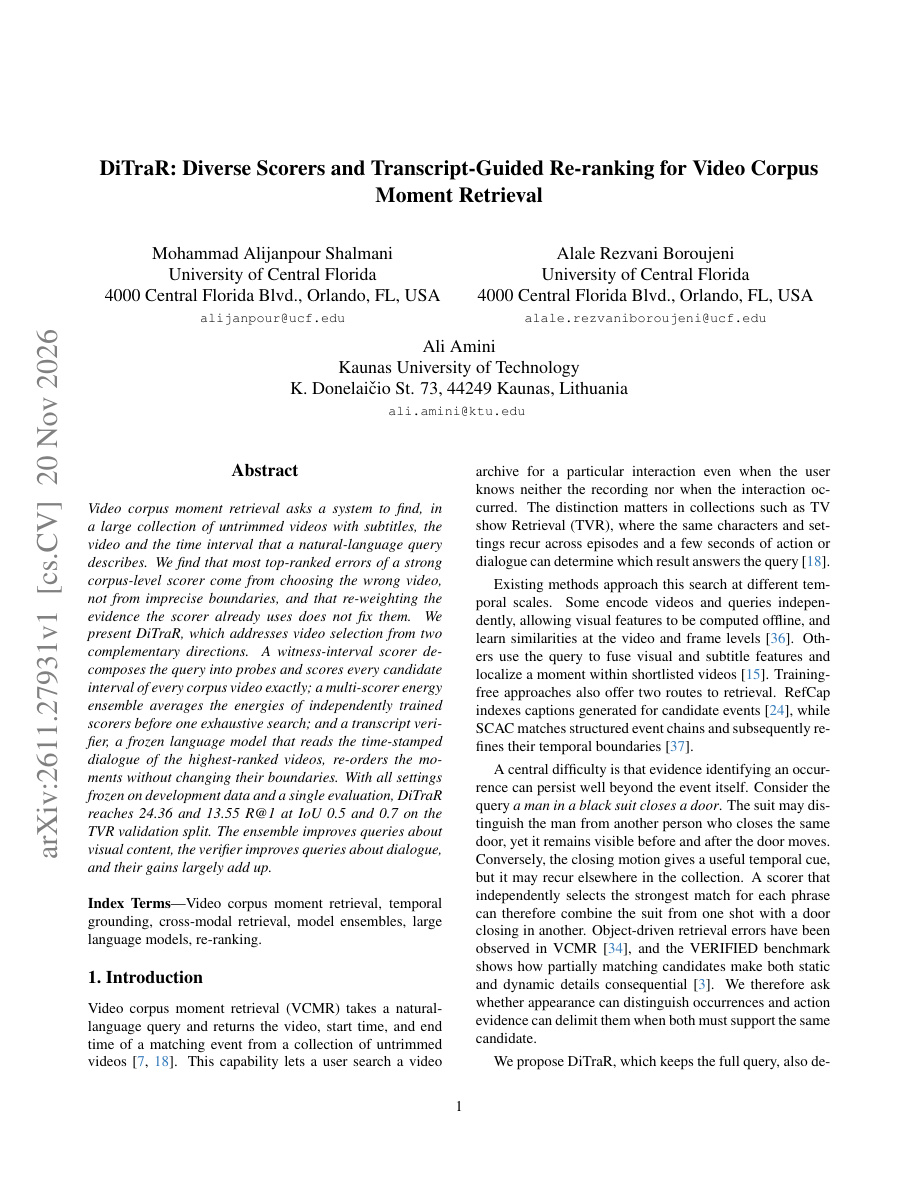 DiTraR: Diverse Scorers and Transcript-Guided Re-ranking for Video Corpus
Moment Retrieval
Mohammad Alijanpour Shalmani
University of Central Florida
4000 Central Florida Blvd., Orlando, FL, USA
alijanpour@ucf.edu
Alale Rezvani Boroujeni
University of Central Florida
4000 Central Florida Blvd., Orlando, FL, USA
alale.rezvaniboroujeni@ucf.edu
Ali Amini
Kaunas University of Technology
K. Donelaičio St. 73, 44249 Kaunas, Lithuania
ali.amini@ktu.edu
arXiv:2611.27931v1 [cs.CV] 20 Nov 2026
Abstract
Video corpus moment retrieval asks a system to find, in
a large collection of untrimmed videos with subtitles, the
video and the time interval that a natural-language query
describes. We find that most top-ranked errors of a strong
corpus-level scorer come from choosing the wrong video,
not from imprecise boundaries, and that re-weighting the
evidence the scorer already uses does not fix them. We
present DiTraR, which addresses video selection from two
complementary directions. A witness-interval scorer de-
composes the query into probes and scores every candidate
interval of every corpus video exactly; a multi-scorer energy
ensemble averages the energies of independently trained
scorers before one exhaustive search; and a transcript veri-
fier, a frozen language model that reads the time-stamped
dialogue of the highest-ranked videos, re-orders the mo-
ments without changing their boundaries. With all settings
frozen on development data and a single evaluation, DiTraR
reaches 24.36 and 13.55 R@1 at IoU 0.5 and 0.7 on the
TVR validation split. The ensemble improves queries about
visual content, the verifier improves queries about dialogue,
and their gains largely add up.
Index Terms—Video corpus moment retrieval, temporal
grounding, cross-modal retrieval, model ensembles, large
language models, re-ranking.
1. Introduction
Video corpus moment retrieval (VCMR) takes a natural-
language query and returns the video, start time, and end
time of a matching event from a collection of untrimmed
videos [7, 18]. This capability lets a user search a video
archive for a particular interaction even when the user
knows neither the recording nor when the interaction oc-
curred. The distinction matters in collections such as TV
show Retrieval (TVR), where the same characters and set-
tings recur across episodes and a few seconds of action or
dialogue can determine which result answers the query [18].
Existing methods approach this search at different tem-
poral scales. Some encode videos and queries indepen-
dently, allowing visual features to be computed offline, and
learn similarities at the video and frame levels [36]. Oth-
ers use the query to fuse visual and subtitle features and
localize a moment within shortlisted videos [15]. Training-
free approaches also offer two routes to retrieval. RefCap
indexes captions generated for candidate events [24], while
SCAC matches structured event chains and subsequently re-
fines their temporal boundaries [37].
A central difficulty is that evidence identifying an occur-
rence can persist well beyond the event itself. Consider the
query a man in a black suit closes a door. The suit may dis-
tinguish the man from another person who closes the same
door, yet it remains visible before and after the door moves.
Conversely, the closing motion gives a useful temporal cue,
but it may recur elsewhere in the collection. A scorer that
independently selects the strongest match for each phrase
can therefore combine the suit from one shot with a door
closing in another. Object-driven retrieval errors have been
observed in VCMR [34], and the VERIFIED benchmark
shows how partially matching candidates make both static
and dynamic details consequential [3]. We therefore ask
whether appearance can distinguish occurrences and action
evidence can delimit them when both must support the same
candidate.
We propose DiTraR, which keeps the full query, also de-
1